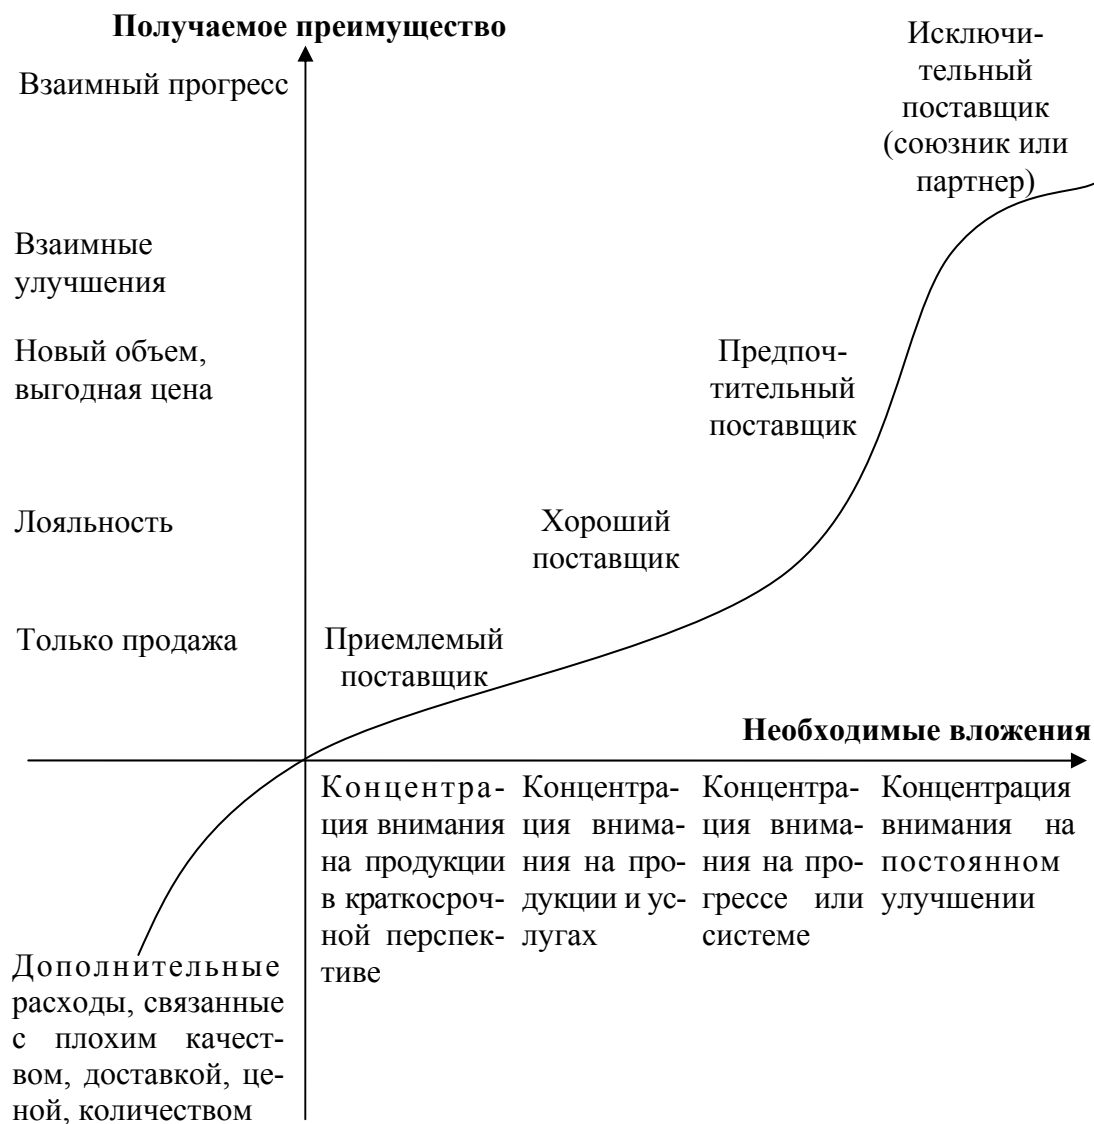 Получаемое преимущество
Взаимный прогресс
Исключи-
тельный
поставщик
(союзник или
партнер)
Взаимные
улучшения
Новый объем,
выгодная цена
Предпоч-
тительный
поставщик
Лояльность
Хороший
поставщик
Только продажа
Приемлемый
поставщик
Необходимые вложения
Концентра-
ция внимания
на продукции
в краткосроч-
ной перспек-
тиве
Концентра-
ция внима-
ния на про-
дукции и ус-
лугах
Концентра-
ция внима-
ния на про-
грессе или
системе
Концентрация
внимания на
постоянном
улучшении
Дополнительные
расходы, связанные
с плохим качест-
вом, доставкой, це-
ной, количеством